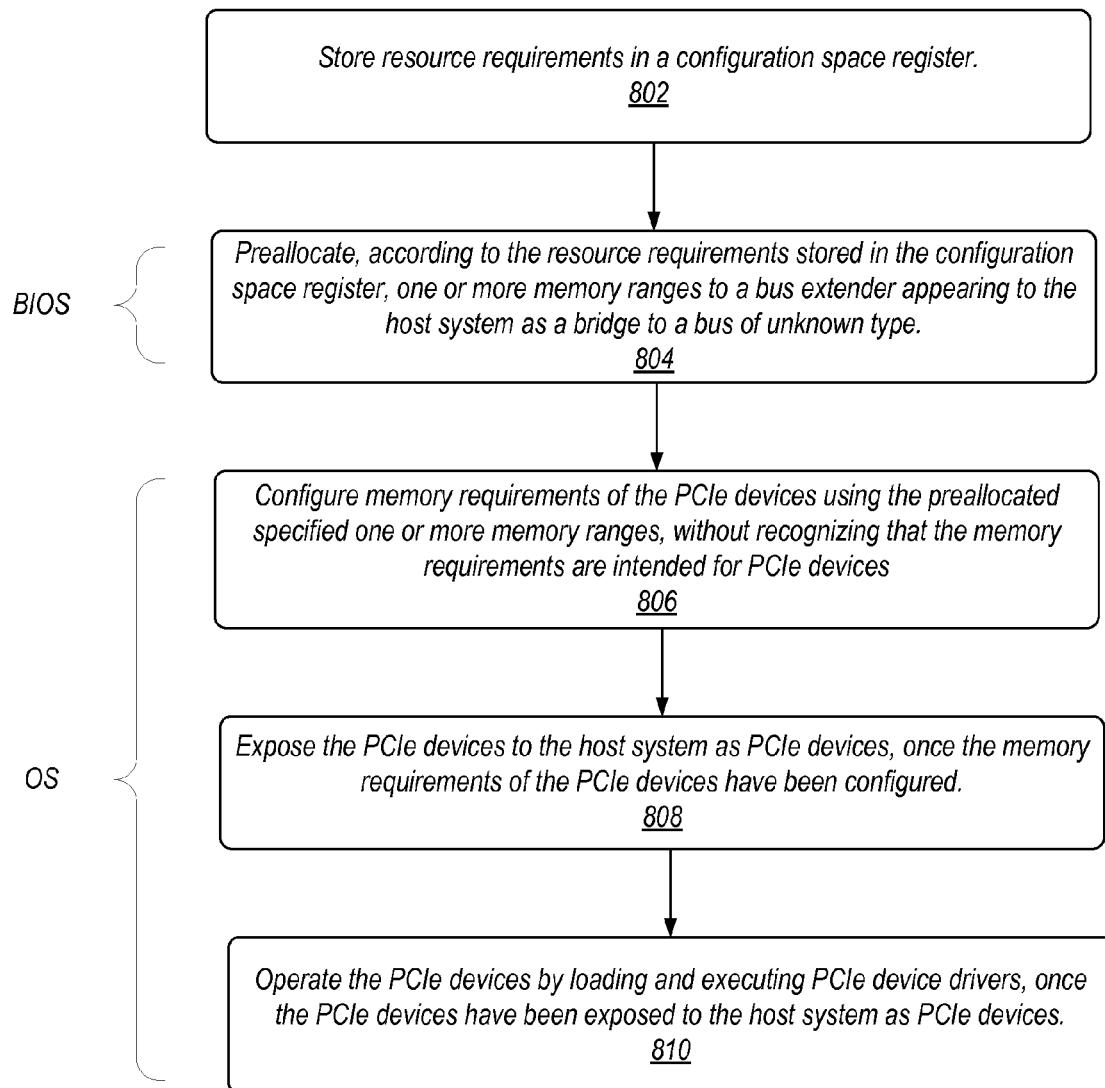 Store resource requirements in a configuration space register.
802
BIOS
Preallocate, according to the resource requirements stored in the configuration
space register, one or more memory ranges to a bus extender appearing to the
host system as a bridge to a bus of unknown type.
804
OS
Configure memory requirements of the PCIe devices using the preallocated
specified one or more memory ranges, without recognizing that the memory
requirements are intended for PCIe devices
806
Expose the PCIe devices to the host system as PCIe devices, once the memory
requirements of the PCIe devices have been configured.
808
Operate the PCIe devices by loading and executing PCIe device drivers, once
the PCIe devices have been exposed to the host system as PCIe devices.
810